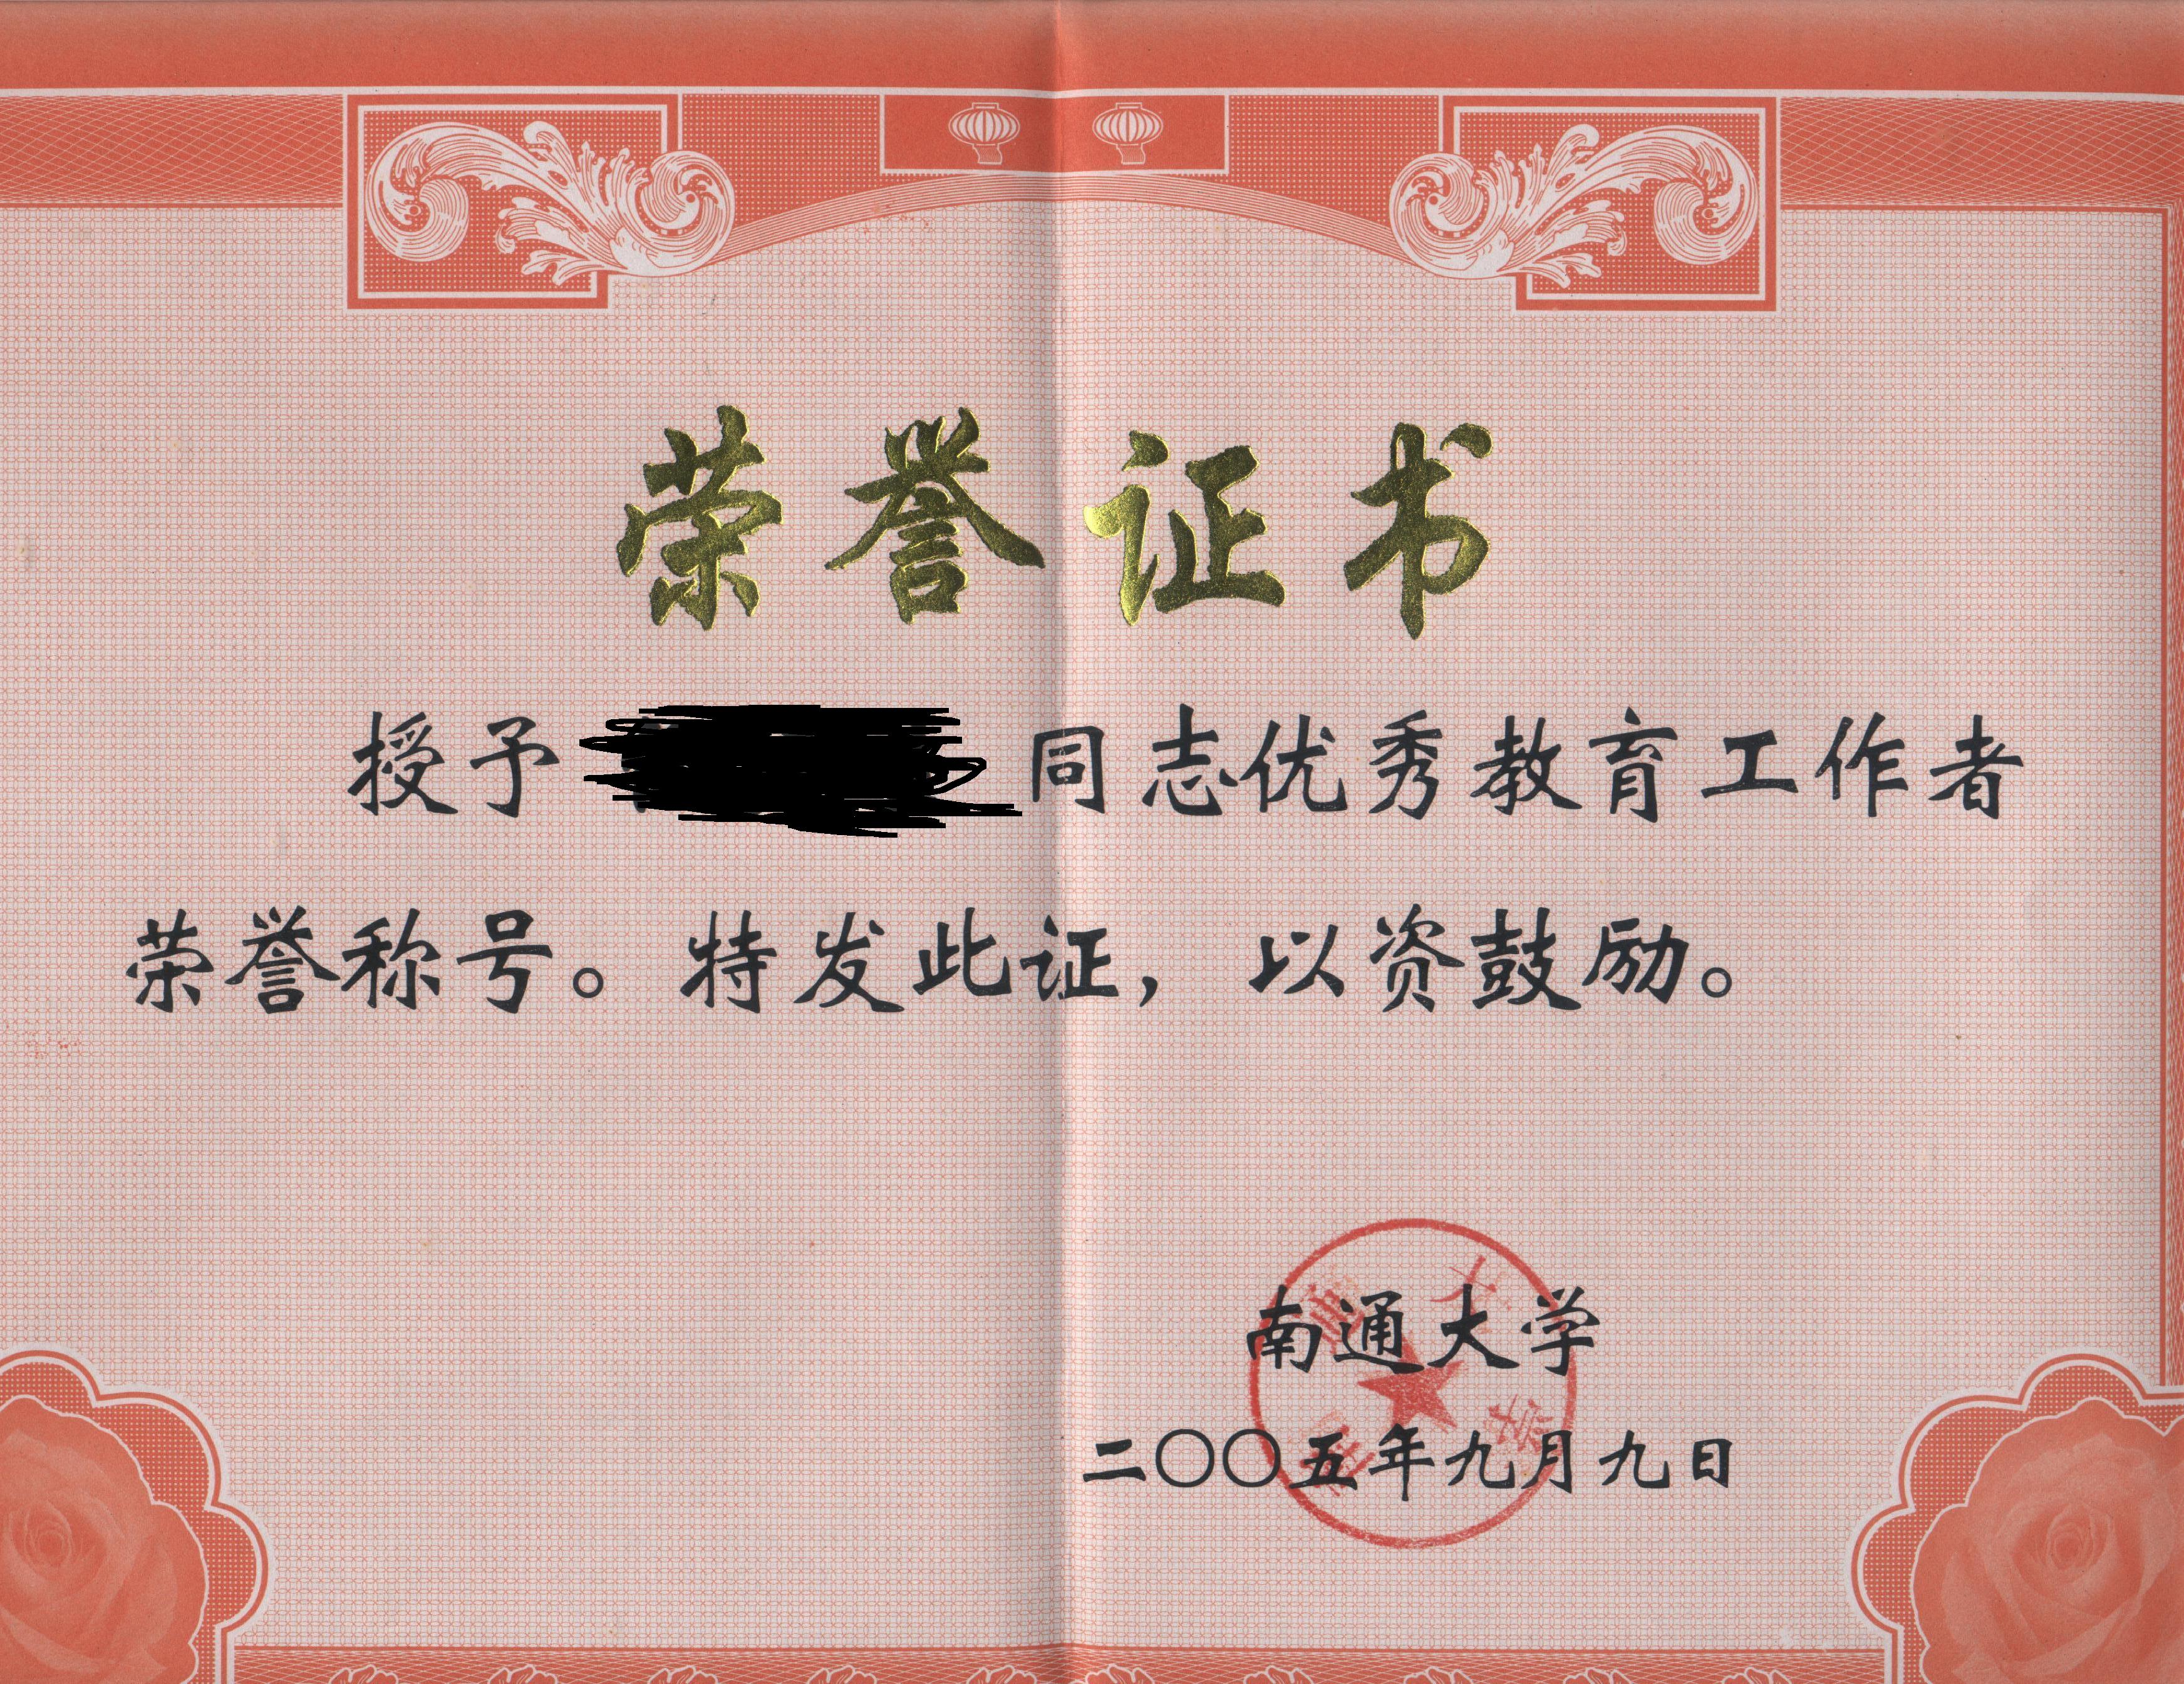 荣誉证书
授予 同志优秀教育工作者
荣誉称号。特发此证，以资鼓励。
南通大学
二〇〇五年九月九日